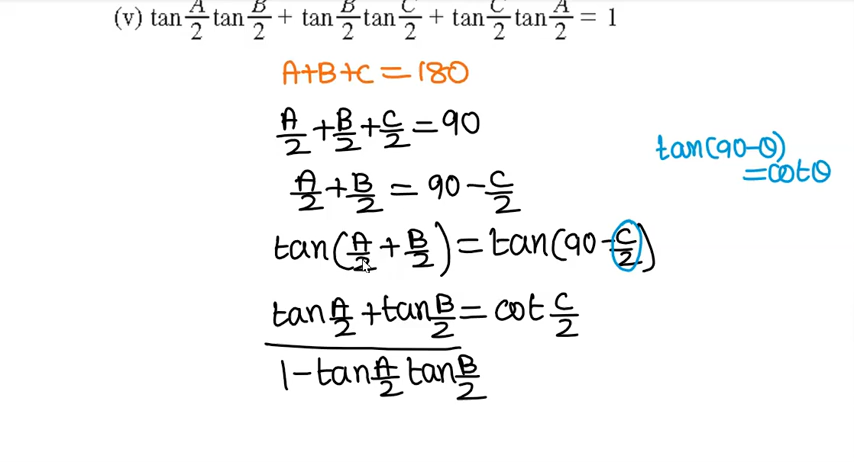 (v) tan A/2 tan B/2 + tan B/2 tan C/2 + tan C/2 tan A/2 = 1
A+B+C = 180
A/2 + B/2 + C/2 = 90
tan(90-θ)
= cotθ
A/2 + B/2 = 90 - C/2
tan(A/2 + B/2) = tan(90 - C/2)
tan A/2 + tan B/2 = cot C/2
1 - tan A/2 tan B/2